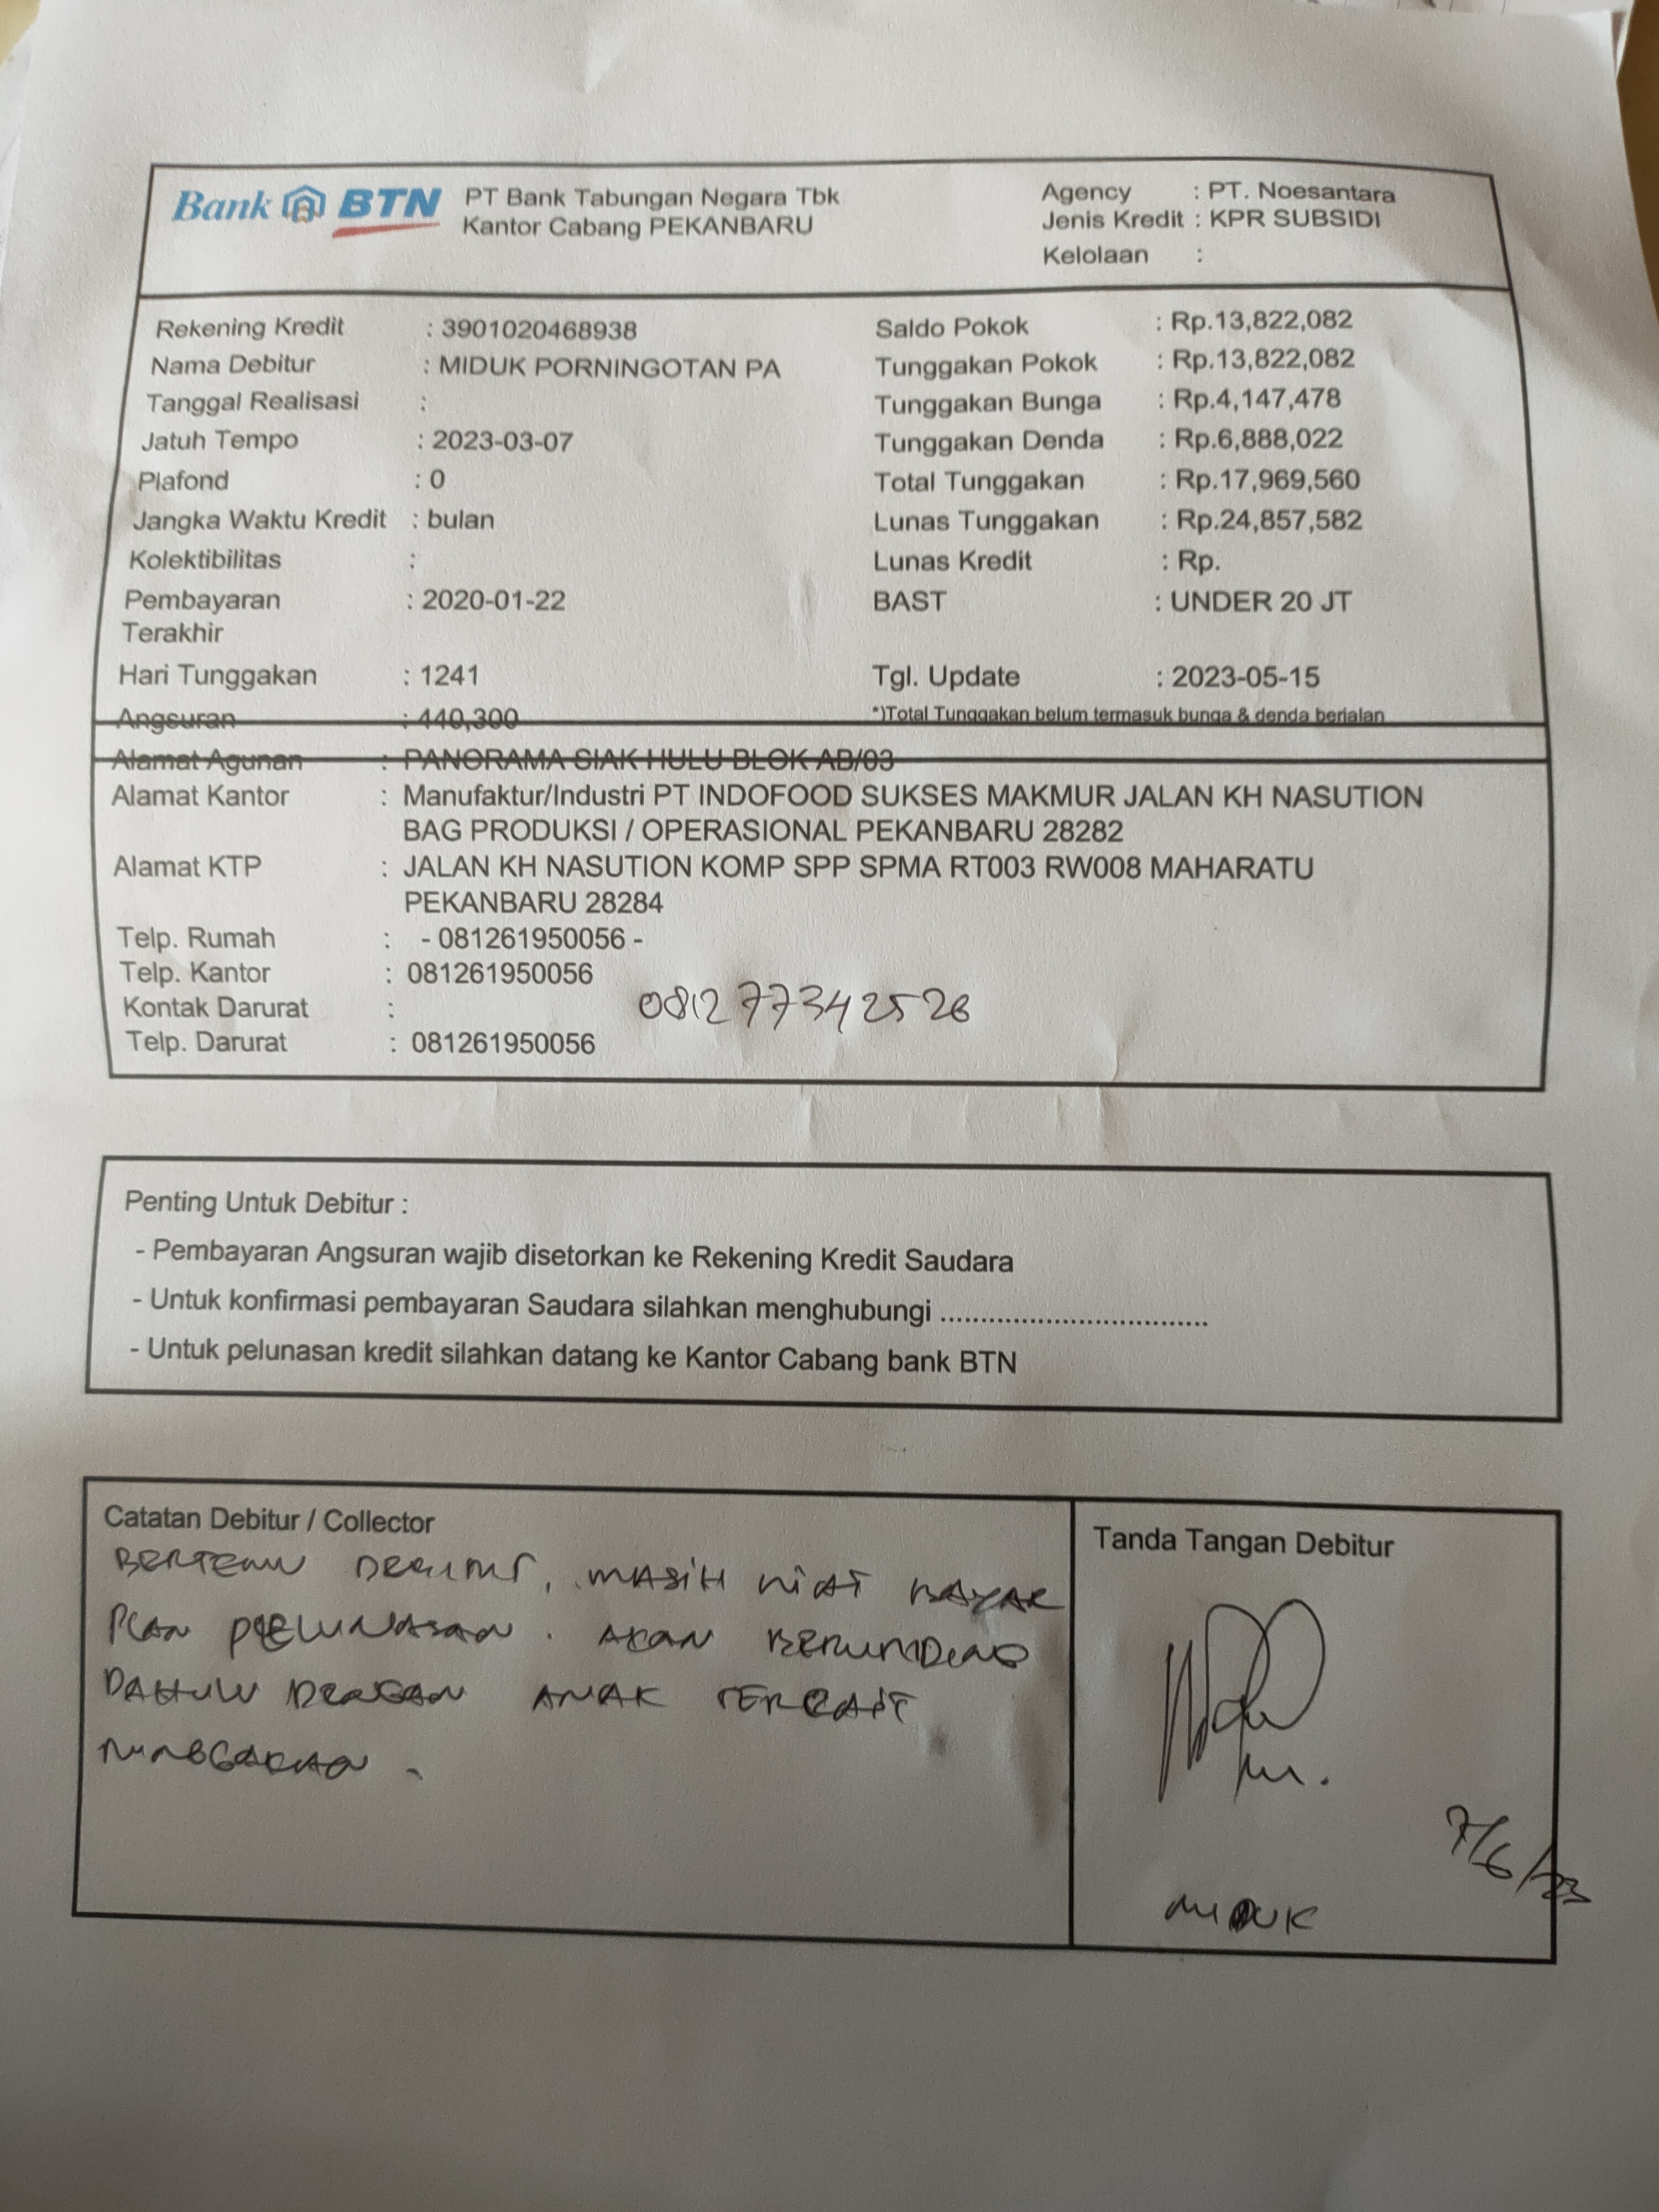 Bank BTN PT Bank Tabungan Negara Tbk
Kantor Cabang PEKANBARU
Agency : PT. Noesantara
Jenis Kredit : KPR SUBSIDI
Kelolaan :
Rekening Kredit : 3901020468938
Nama Debitur : MIDUK PORNINGOTAN PA
Tanggal Realisasi :
Jatuh Tempo : 2023-03-07
Plafond : 0
Jangka Waktu Kredit : bulan
Kolektibilitas :
Pembayaran Terakhir : 2020-01-22
Hari Tunggakan : 1241
Angsuran : 440,300
Saldo Pokok : Rp.13,822,082
Tunggakan Pokok : Rp.13,822,082
Tunggakan Bunga : Rp.4,147,478
Tunggakan Denda : Rp.6,888,022
Total Tunggakan : Rp.17,969,560
Lunas Tunggakan : Rp.24,857,582
Lunas Kredit : Rp.
BAST : UNDER 20 JT
Tgl. Update : 2023-05-15
*)Total Tunggakan belum termasuk bunga & denda berjalan
Alamat Agunan : PANORAMA SIAK HULU BLOK AB/03
Alamat Kantor : Manufaktur/Industri PT INDOFOOD SUKSES MAKMUR JALAN KH NASUTION
BAG PRODUKSI / OPERASIONAL PEKANBARU 28282
Alamat KTP : JALAN KH NASUTION KOMP SPP SPMA RT003 RW008 MAHARATU
PEKANBARU 28284
Telp. Rumah : - 081261950056 -
Telp. Kantor : 081261950056
Kontak Darurat :
081277342526
Telp. Darurat : 081261950056
Penting Untuk Debitur :
- Pembayaran Angsuran wajib disetorkan ke Rekening Kredit Saudara
- Untuk konfirmasi pembayaran Saudara silahkan menghubungi .................................
- Untuk pelunasan kredit silahkan datang ke Kantor Cabang bank BTN
Catatan Debitur / Collector
BERTEMU DEBITUR, MASIH NIAT BAYAR
PLAN PELUNASAN. AKAN BERUNDING
DAHULU DENGAN ANAK TERKAIT
TUNGGAKAN.
Tanda Tangan Debitur
7/6/23
MIDUK